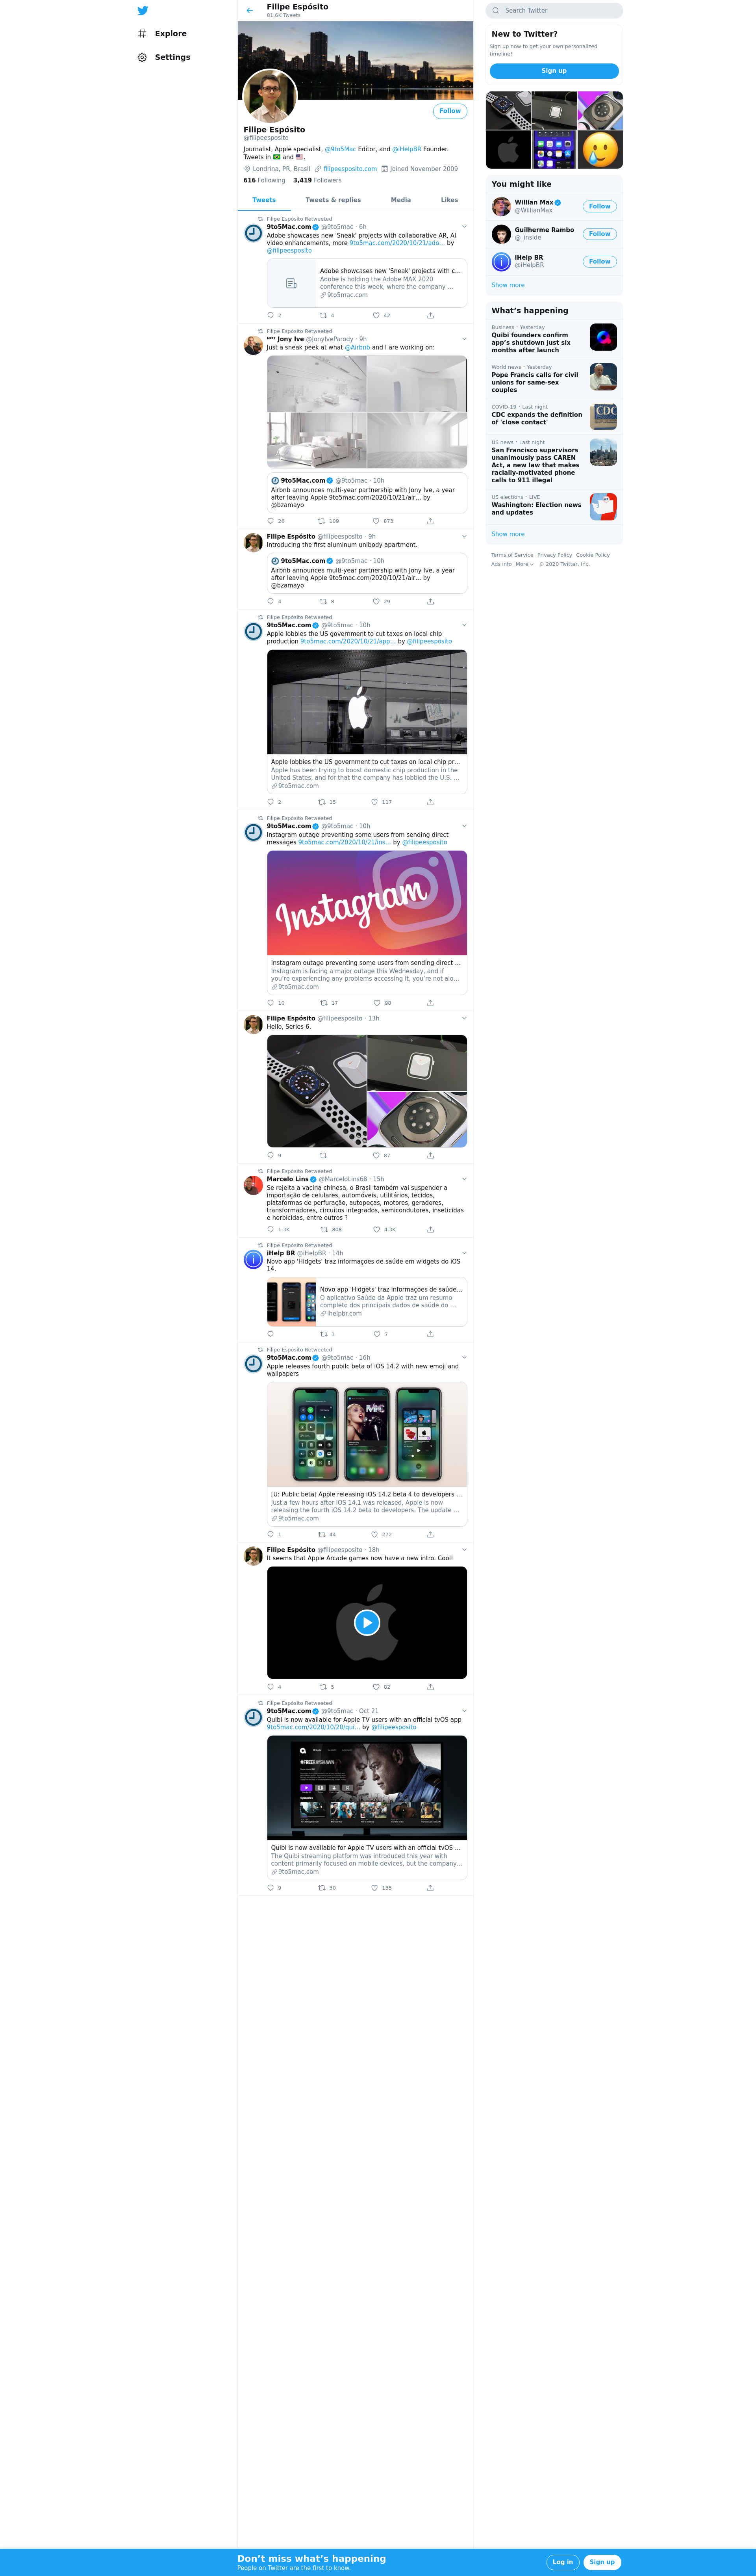 Explore
Settings
Filipe Espósito
81.6K Tweets
Follow
Filipe Espósito
@filipeesposito
Journalist, Apple specialist, @9to5Mac Editor, and @iHelpBR Founder.
Tweets in 🇧🇷 and 🇺🇸.
Londrina, PR, Brasil filipeesposito.com Joined November 2009
616 Following 3,419 Followers
Tweets Tweets & replies Media Likes
Filipe Espósito Retweeted
9to5Mac.com @9to5mac · 6h
Adobe showcases new 'Sneak' projects with collaborative AR, AI
video enhancements, more 9to5mac.com/2020/10/21/ado… by
@filipeesposito
Adobe showcases new 'Sneak' projects with c…
Adobe is holding the Adobe MAX 2020
conference this week, where the company …
9to5mac.com
2 4 42
Filipe Espósito Retweeted
ᴺᴼᵀ Jony Ive @JonyIveParody · 9h
Just a sneak peek at what @Airbnb and I are working on:
9to5Mac.com @9to5mac · 10h
Airbnb announces multi-year partnership with Jony Ive, a year
after leaving Apple 9to5mac.com/2020/10/21/air… by
@bzamayo
26 109 873
Filipe Espósito @filipeesposito · 9h
Introducing the first aluminum unibody apartment.
9to5Mac.com @9to5mac · 10h
Airbnb announces multi-year partnership with Jony Ive, a year
after leaving Apple 9to5mac.com/2020/10/21/air… by
@bzamayo
4 6 29
Filipe Espósito Retweeted
9to5Mac.com @9to5mac · 10h
Apple lobbies the US government to cut taxes on local chip
production 9to5mac.com/2020/10/21/app… by @filipeesposito
Apple lobbies the US government to cut taxes on local chip pr…
Apple has been trying to boost domestic chip production in the
United States, and for that the company has lobbied the U.S. …
9to5mac.com
2 15 117
Filipe Espósito Retweeted
9to5Mac.com @9to5mac · 10h
Instagram outage preventing some users from sending direct
messages 9to5mac.com/2020/10/21/ins… by @filipeesposito
Instagram
Instagram outage preventing some users from sending direct …
Instagram is facing a major outage this Wednesday, and if
you're experiencing any problems accessing it, you're not alo…
9to5mac.com
10 17 98
Filipe Espósito @filipeesposito · 13h
Hello, Series 6.
9 87
Filipe Espósito Retweeted
Marcelo Lins @MarceloLins68 · 15h
Se rejeita a vacina chinesa, o Brasil também vai suspender a
importação de celulares, automóveis, utilitários, tecidos,
plataformas de perfuração, autopeças, motores, geradores,
transformadores, circuitos integrados, semicondutores, inseticidas
e herbicidas, entre outros ?
1.3K 808 4.3K
Filipe Espósito Retweeted
iHelp BR @iHelpBR · 14h
Novo app 'Hidgets' traz informações de saúde em widgets do iOS
14.
Novo app 'Hidgets' traz informações de saúde…
O aplicativo Saúde da Apple traz um resumo
completo dos principais dados de saúde do …
ihelpbr.com
1 7
Filipe Espósito Retweeted
9to5Mac.com @9to5mac · 16h
Apple releases fourth public beta of iOS 14.2 with new emoji and
wallpapers
[U: Public beta] Apple releasing iOS 14.2 beta 4 to developers …
Just a few hours after iOS 14.1 was released, Apple is now
releasing the fourth iOS 14.2 beta to developers. The update …
9to5mac.com
1 44 272
Filipe Espósito @filipeesposito · 18h
It seems that Apple Arcade games now have a new intro. Cool!
4 5 82
Filipe Espósito Retweeted
9to5Mac.com @9to5mac · Oct 21
Quibi is now available for Apple TV users with an official tvOS app
9to5mac.com/2020/10/20/qui… by @filipeesposito
#FREERAYSHAWN
Episodes
Quibi is now available for Apple TV users with an official tvOS …
The Quibi streaming platform was introduced this year with
content primarily focused on mobile devices, but the company…
9to5mac.com
9 30 135
Search Twitter
New to Twitter?
Sign up now to get your own personalized
timeline!
Sign up
You might like
Willian Max
@WillianMax
Follow
Guilherme Rambo
@_inside
Follow
iHelp BR
@iHelpBR
Follow
Show more
What's happening
Business · Yesterday
Quibi founders confirm
app's shutdown just six
months after launch
World news · Yesterday
Pope Francis calls for civil
unions for same-sex
couples
COVID-19 · Last night
CDC expands the definition
of 'close contact'
CDC
US news · Last night
San Francisco supervisors
unanimously pass CAREN
Act, a new law that makes
racially-motivated phone
calls to 911 illegal
US elections · LIVE
Washington: Election news
and updates
Show more
Terms of Service Privacy Policy Cookie Policy
Ads info More © 2020 Twitter, Inc.
Don't miss what's happening
People on Twitter are the first to know.
Log in
Sign up